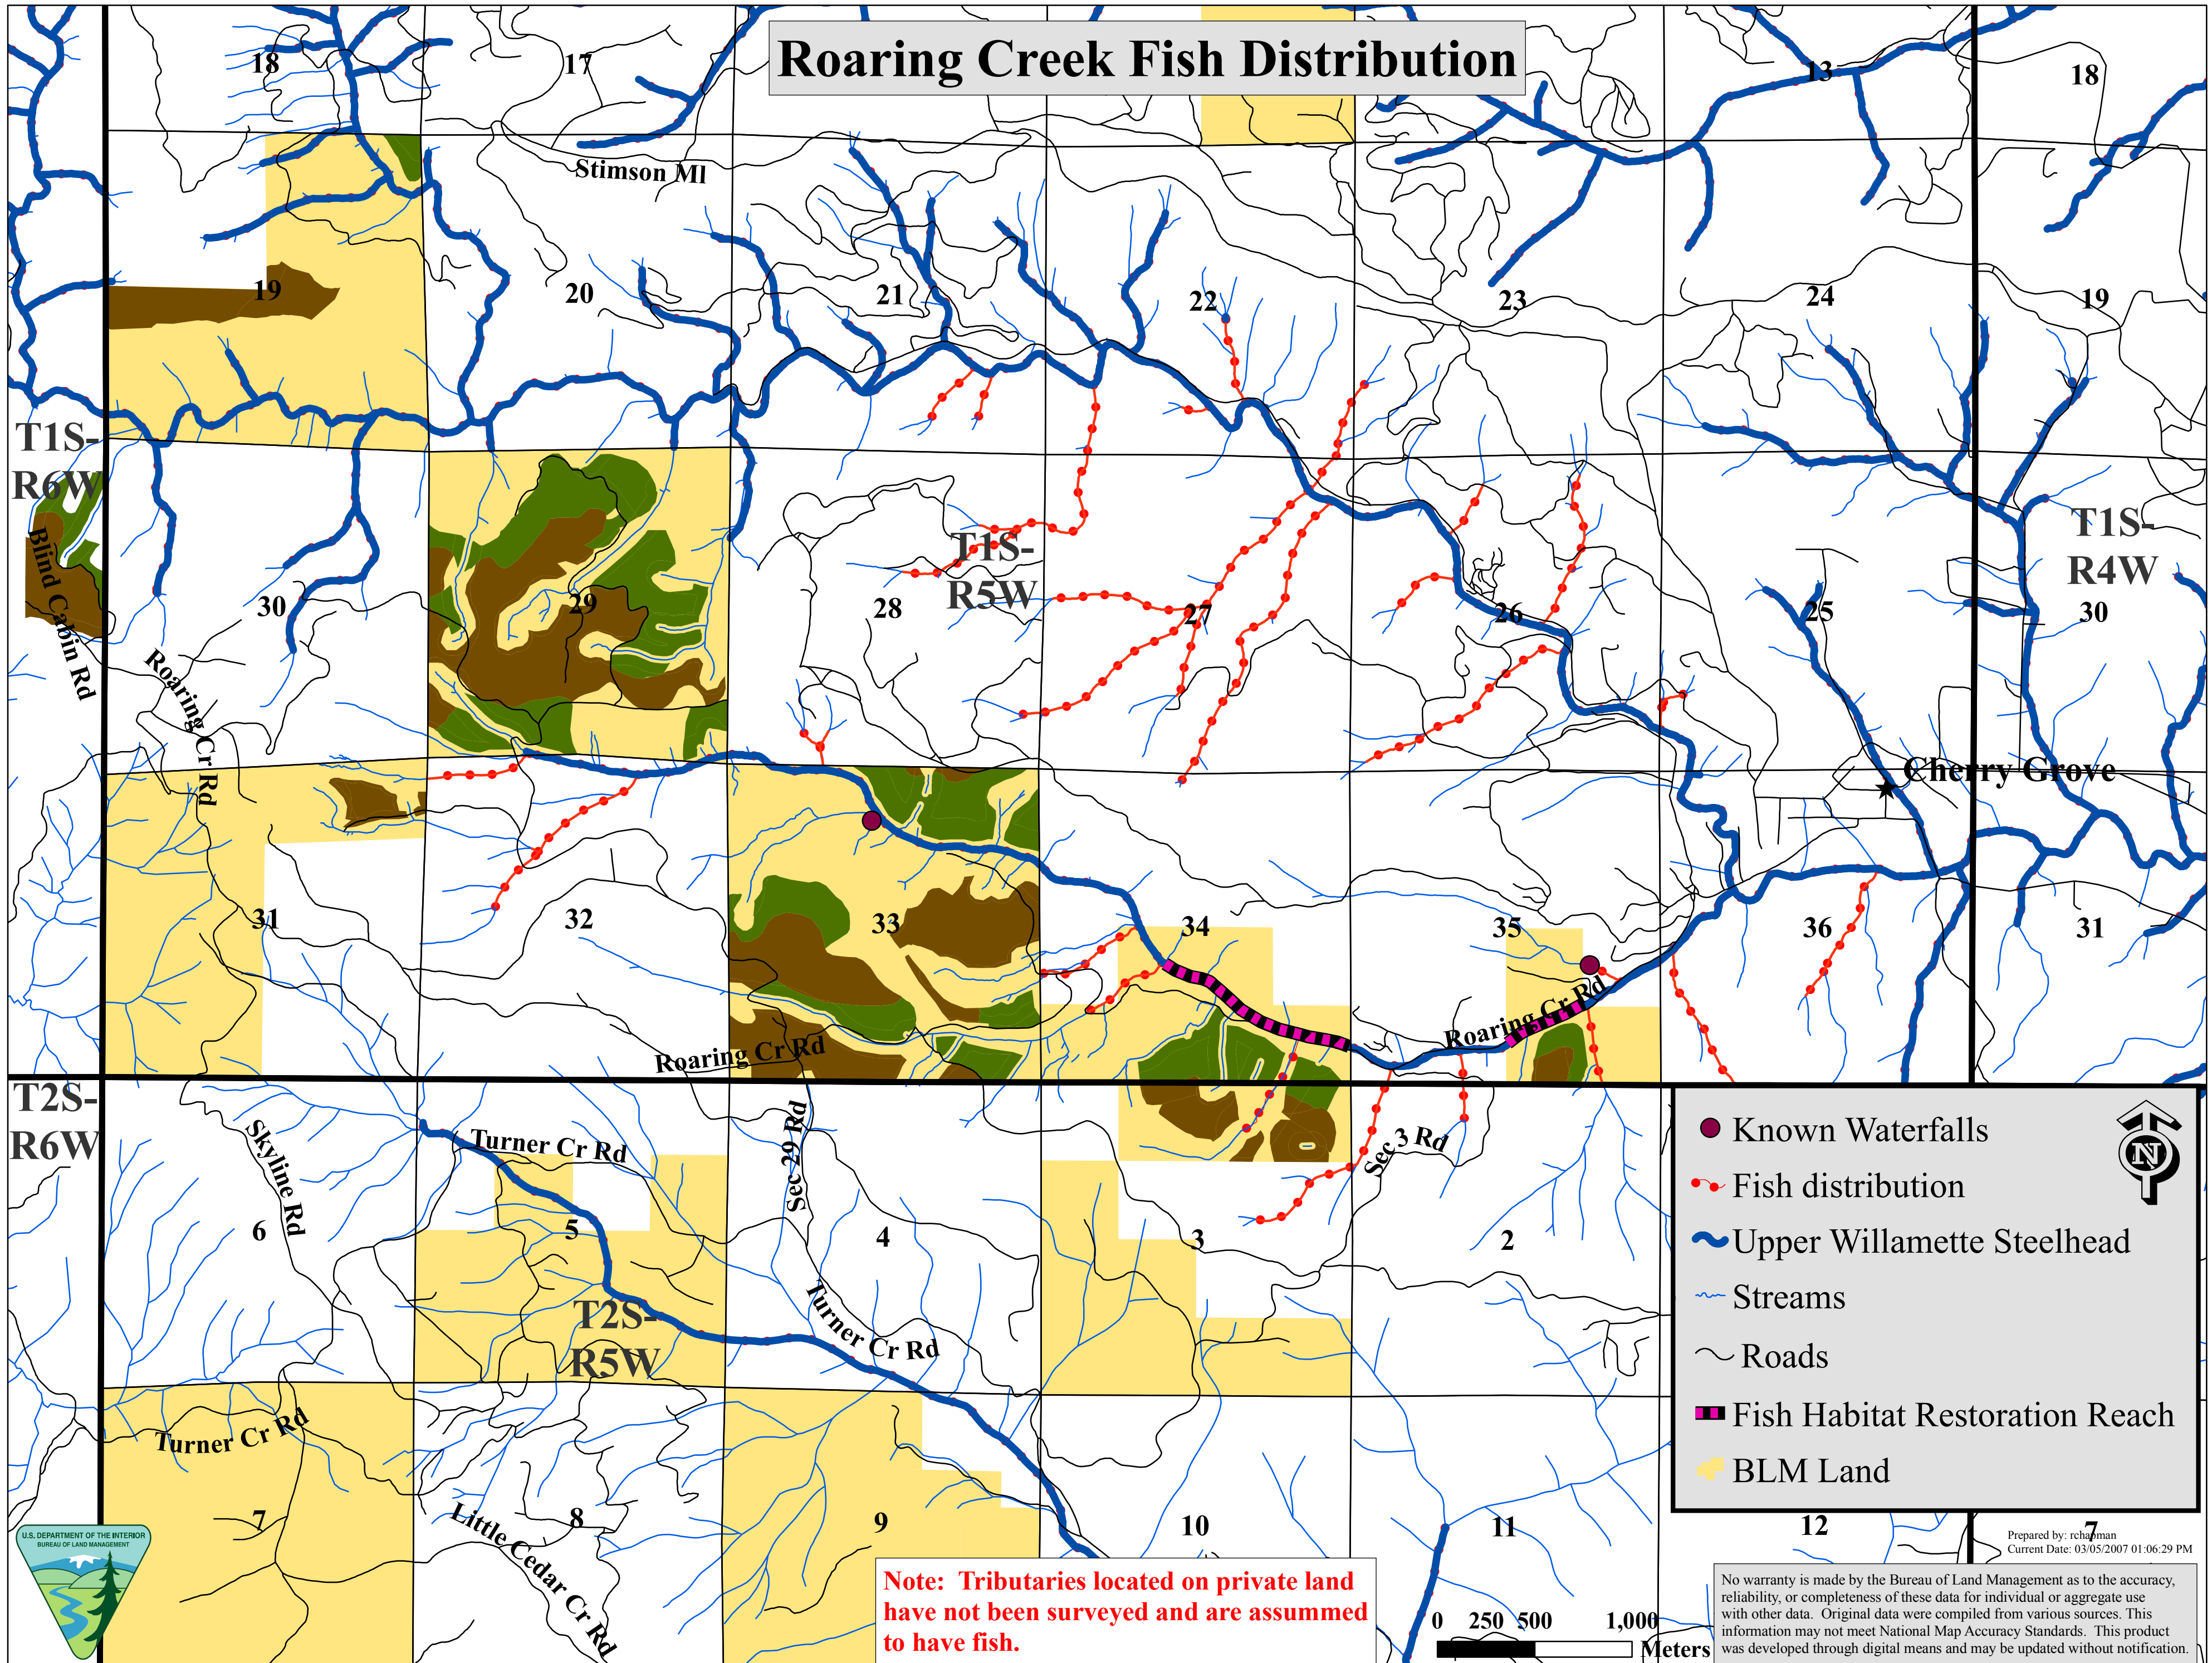 Roaring Creek Fish Distribution
18
17
13
18
Stimson Ml
19
20
21
22
23
24
19
T1S-
R6W
Blind Cabin Rd
Roaring Cr Rd
30
29
28
T1S-
R5W
27
26
25
T1S-
R4W
30
Cherry Grove
31
32
33
34
35
36
31
Roaring Cr Rd
Roaring Cr Rd
T2S-
R6W
Skyline Rd
Turner Cr Rd
Sec 29 Rd
Sec 3 Rd
6
5
4
3
2
T2S-
R5W
Turner Cr Rd
Turner Cr Rd
7
8
9
10
11
12
7
Little Cedar Cr Rd
Known Waterfalls
Fish distribution
Upper Willamette Steelhead
Streams
Roads
Fish Habitat Restoration Reach
BLM Land
N
Prepared by: rchapman
Current Date: 03/05/2007 01:06:29 PM
U.S. DEPARTMENT OF THE INTERIOR
BUREAU OF LAND MANAGEMENT
Note: Tributaries located on private land
have not been surveyed and are assummed
to have fish.
0 250 500 1,000
Meters
No warranty is made by the Bureau of Land Management as to the accuracy,
reliability, or completeness of these data for individual or aggregate use
with other data. Original data were compiled from various sources. This
information may not meet National Map Accuracy Standards. This product
was developed through digital means and may be updated without notification.